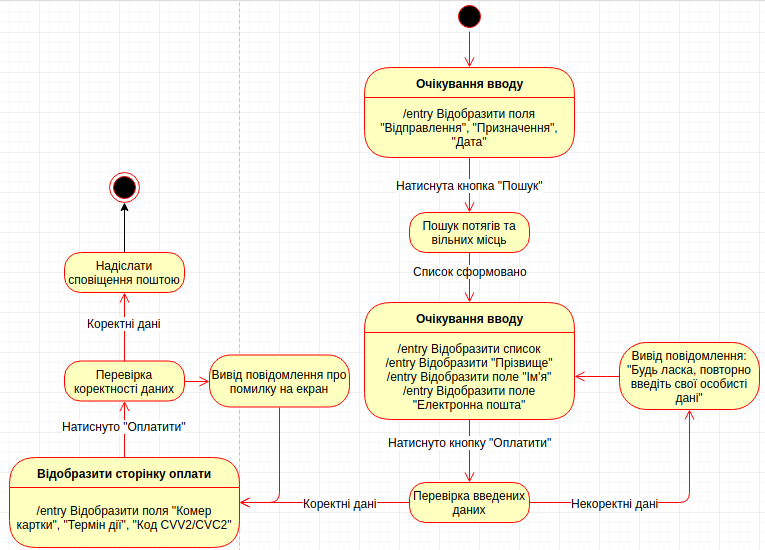 Очікування вводу
/entry Відобразити поля
"Відправлення", "Призначення",
"Дата"
Натиснута кнопка "Пошук"
Пошук потягів та
вільних місць
Список сформовано
Очікування вводу
/entry Відобразити список
/entry Відобразити "Прізвище"
/entry Відобразити поле "Ім'я"
/entry Відобразити поле
"Електронна пошта"
Вивід повідомлення:
"Будь ласка, повторно
введіть свої особисті
дані"
Натиснуто кнопку "Оплатити"
Перевірка введених
даних
Некоректні дані
Коректні дані
Відобразити сторінку оплати
/entry Відобразити поля "Комер
картки", "Термін дії", "Код CVV2/CVC2"
Натиснуто "Оплатити"
Перевірка
коректності даних
Вивід повідомлення про
помилку на екран
Коректні дані
Надіслати
сповіщення поштою